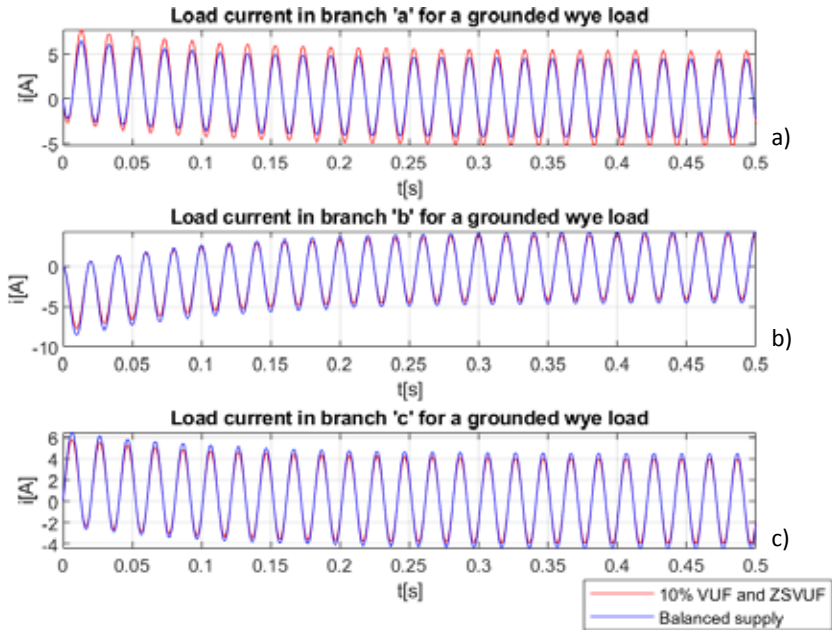 Load current in branch 'a' for a grounded wye load
i[A]
5
0
-5
0 0.05 0.1 0.15 0.2 0.25 0.3 0.35 0.4 0.45 0.5
t[s]
a)
Load current in branch 'b' for a grounded wye load
i[A]
0
-5
-10
0 0.05 0.1 0.15 0.2 0.25 0.3 0.35 0.4 0.45 0.5
t[s]
b)
Load current in branch 'c' for a grounded wye load
i[A]
6
4
2
0
-2
-4
0 0.05 0.1 0.15 0.2 0.25 0.3 0.35 0.4 0.45 0.5
t[s]
c)
10% VUF and ZSVUF
Balanced supply